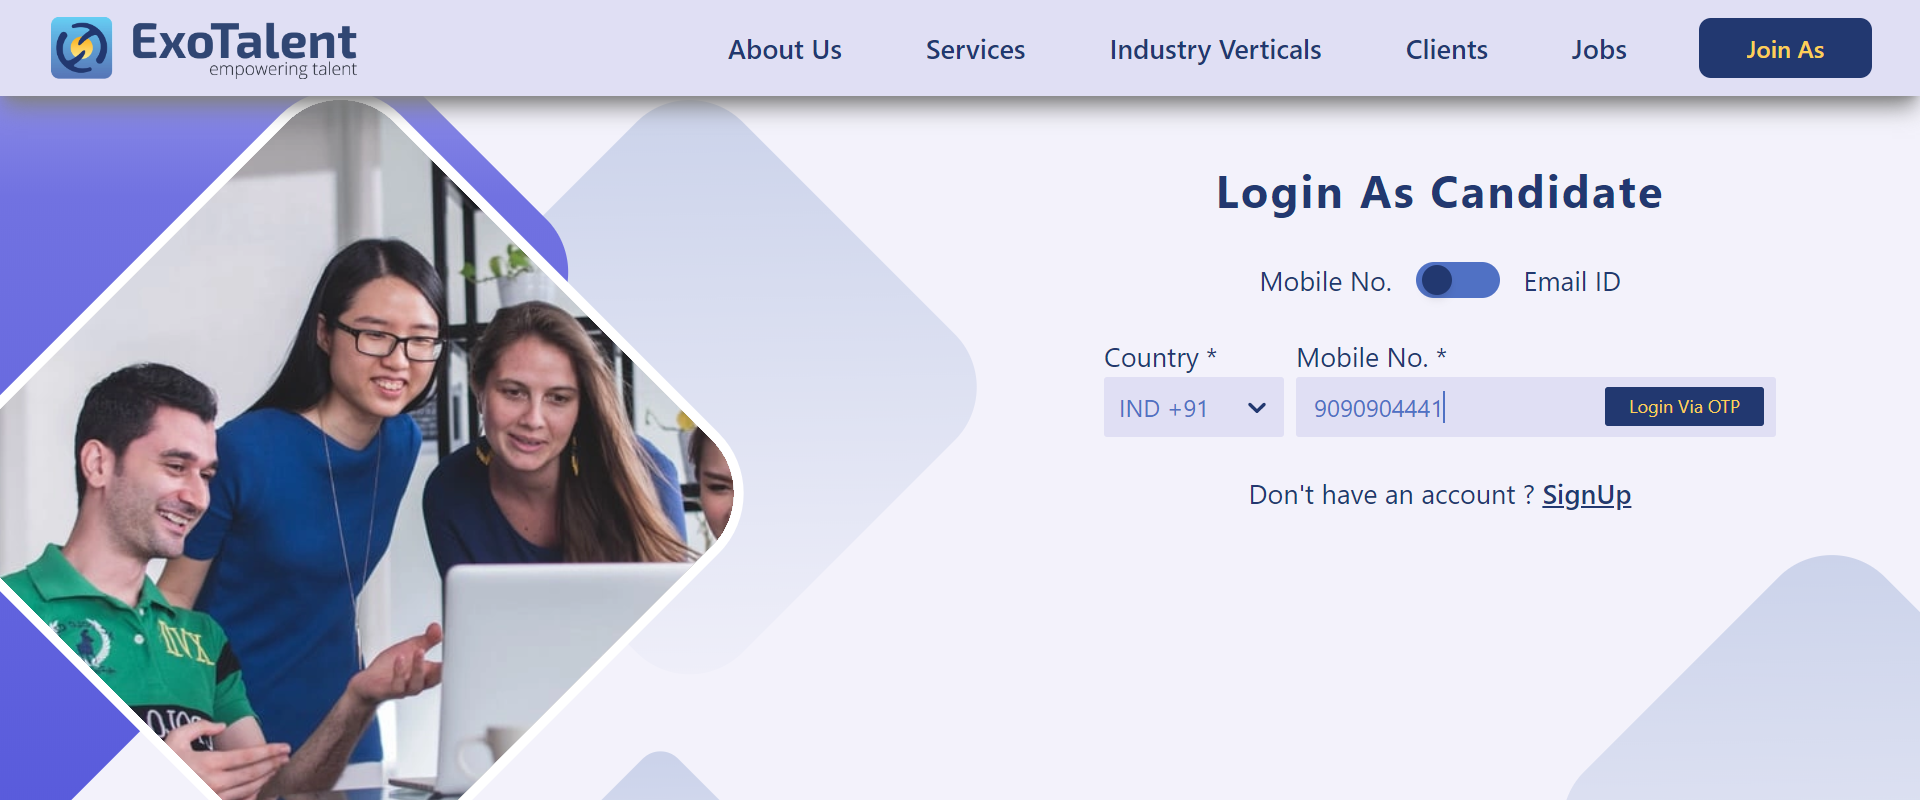 ExoTalent
empowering talent
About Us
Services
Industry Verticals
Clients
Jobs
Join As
Login As Candidate
Mobile No.
Email ID
Country *
Mobile No. *
IND +91
9090904441
Login Via OTP
Don't have an account ? SignUp